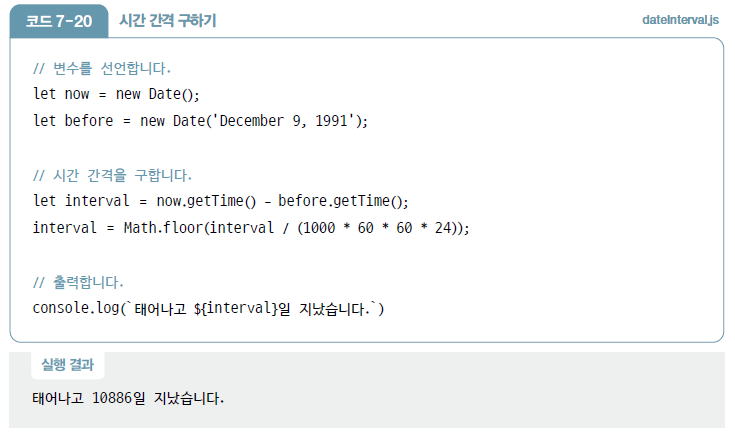 코드 7-20 시간 간격 구하기 dateInterval.js
// 변수를 선언합니다.
let now = new Date();
let before = new Date('December 9, 1991');
// 시간 간격을 구합니다.
let interval = now.getTime() - before.getTime();
interval = Math.floor(interval / (1000 * 60 * 60 * 24));
// 출력합니다.
console.log(`태어나고 ${interval}일 지났습니다.`)
실행 결과
태어나고 10886일 지났습니다.